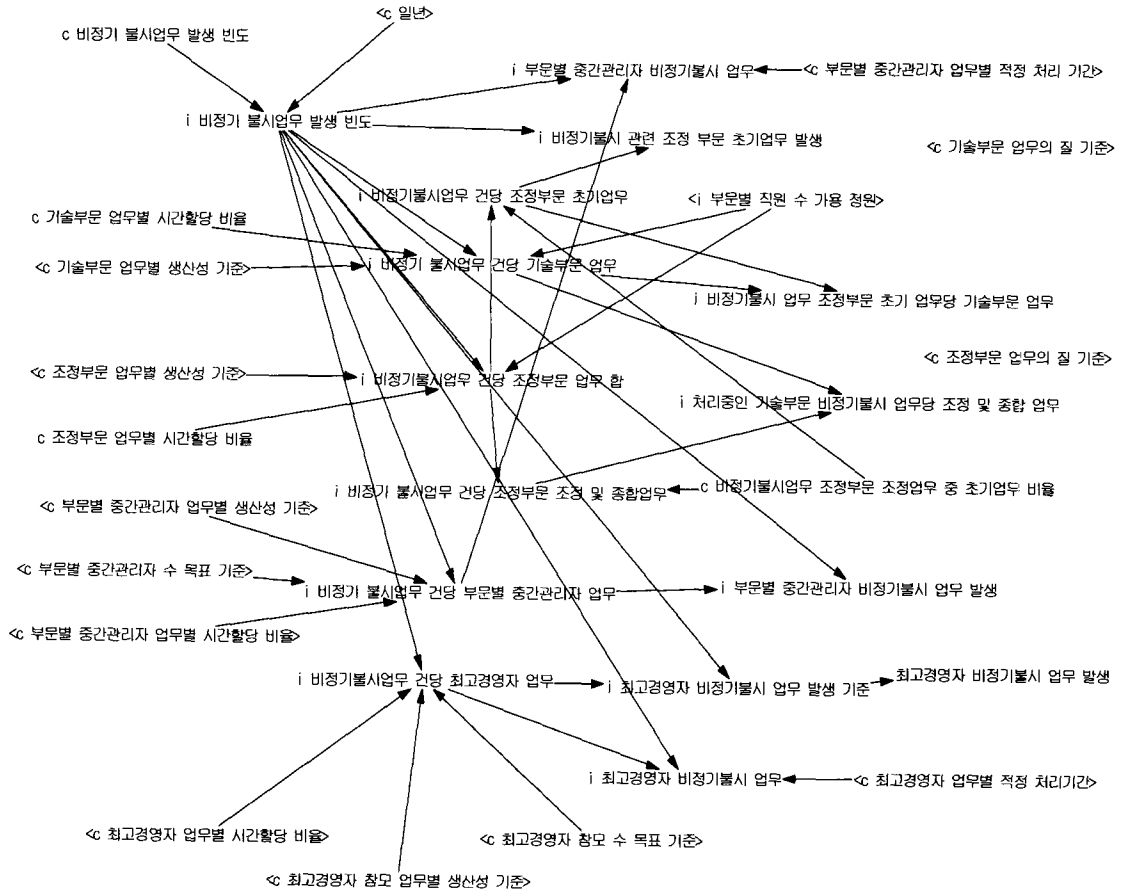 <c 일년>
c 비정기 불시업무 발생 빈도
i 부문별 중간관리자 비정기불시 업무
<c 부문별 중간관리자 업무별 적정 처리 기간>
i 비정기 불시업무 발생 빈도
i 비정기불시 관련 조정 부문 초기업무 발생
<c 기술부문 업무의 질 기준>
i 비정기불시업무 건당 조정부문 초기업무
<i 부문별 직원 수 가용 정원>
c 기술부문 업무별 시간할당 비율
<c 기술부문 업무별 생산성 기준>
i 비정기 불시업무 건당 기술부문 업무
i 비정기불시 업무 조정부문 초기 업무당 기술부문 업무
<c 조정부문 업무의 질 기준>
<c 조정부문 업무별 생산성 기준>
i 비정기불시업무 건당 조정부문 업무 합
i 처리중인 기술부문 비정기불시 업무당 조정 및 종합 업무
c 조정부문 업무별 시간할당 비율
i 비정기 불시업무 건당 조정부문 조정 및 종합업무
c 비정기불시업무 조정부문 조정업무 중 초기업무 비율
<c 부문별 중간관리자 업무별 생산성 기준>
<c 부문별 중간관리자 수 목표 기준>
i 비정기 불시업무 건당 부문별 중간관리자 업무
i 부문별 중간관리자 비정기불시 업무 발생
<c 부문별 중간관리자 업무별 시간할당 비율>
i 비정기불시업무 건당 최고경영자 업무
i 최고경영자 비정기불시 업무 발생 기준
최고경영자 비정기불시 업무 발생
i 최고경영자 비정기불시 업무
<c 최고경영자 업무별 적정 처리기간>
<c 최고경영자 업무별 시간할당 비율>
<c 최고경영자 참모 수 목표 기준>
<c 최고경영자 참모 업무별 생산성 기준>